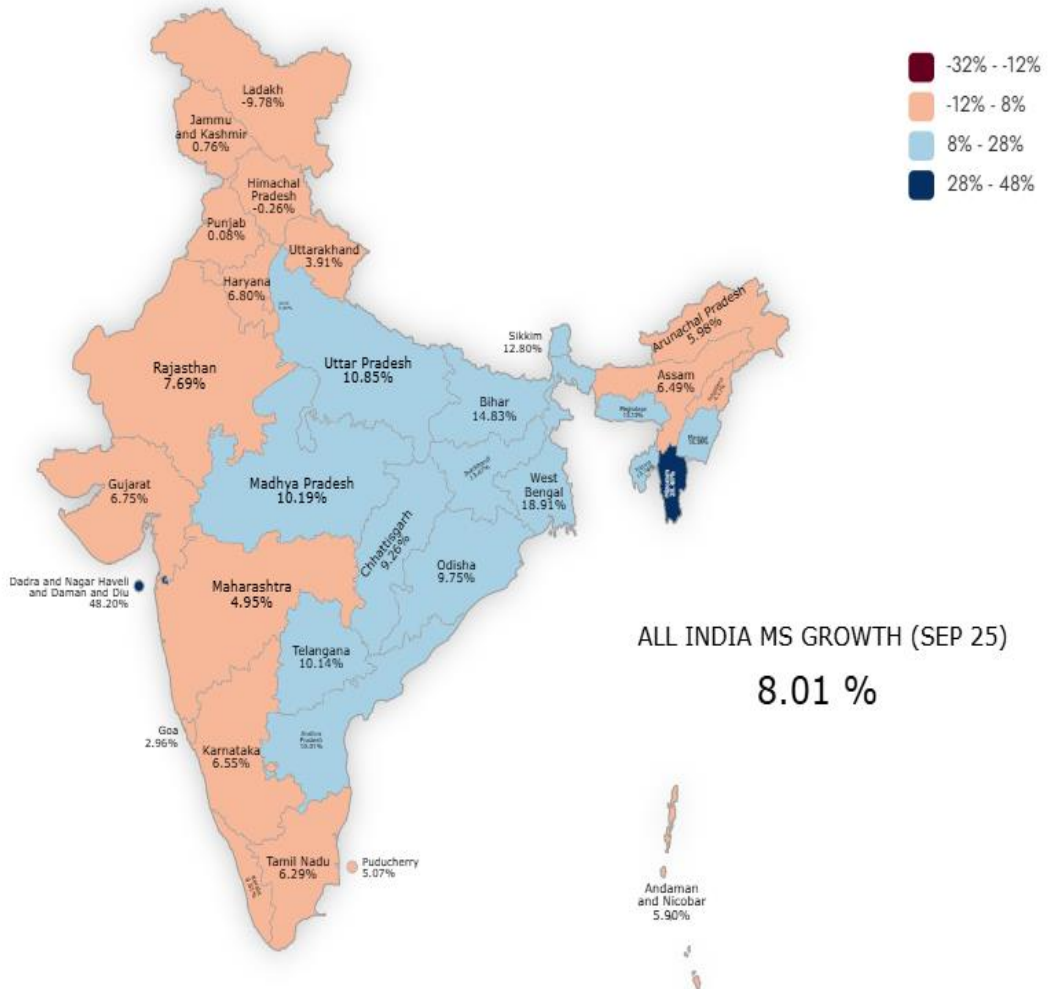 -32% - -12%
-12% - 8%
8% - 28%
28% - 48%
Ladakh
-9.78%
Jammu
and Kashmir
0.76%
Himachal
Pradesh
-0.26%
Punjab
0.08%
Uttarakhand
3.91%
Haryana
6.80%
Rajasthan
7.69%
Uttar Pradesh
10.85%
Sikkim
12.80%
Arunachal Pradesh
5.98%
Assam
6.49%
Bihar
14.83%
Meghalaya
Gujarat
6.75%
Madhya Pradesh
10.19%
Jharkhand
West
Bengal
18.91%
Chhattisgarh
9.26%
Odisha
9.75%
Dadra and Nagar Haveli
and Daman and Diu
48.20%
Maharashtra
4.95%
Telangana
10.14%
ALL INDIA MS GROWTH (SEP 25)
8.01 %
Goa
2.96%
Karnataka
6.55%
Andhra
Pradesh
Tamil Nadu
6.29%
Puducherry
5.07%
Andaman
and Nicobar
5.90%